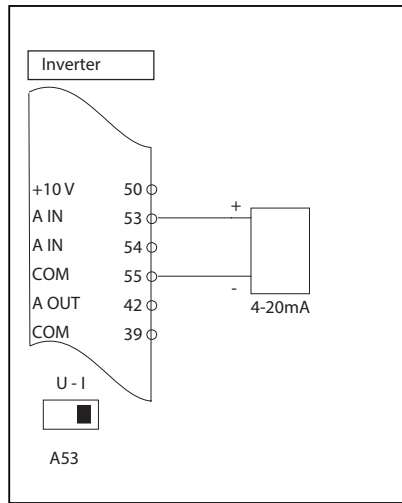 Inverter
+10 V 50
A IN 53 +
A IN 54
COM 55 -
A OUT 42 4-20mA
COM 39
U - I
A53